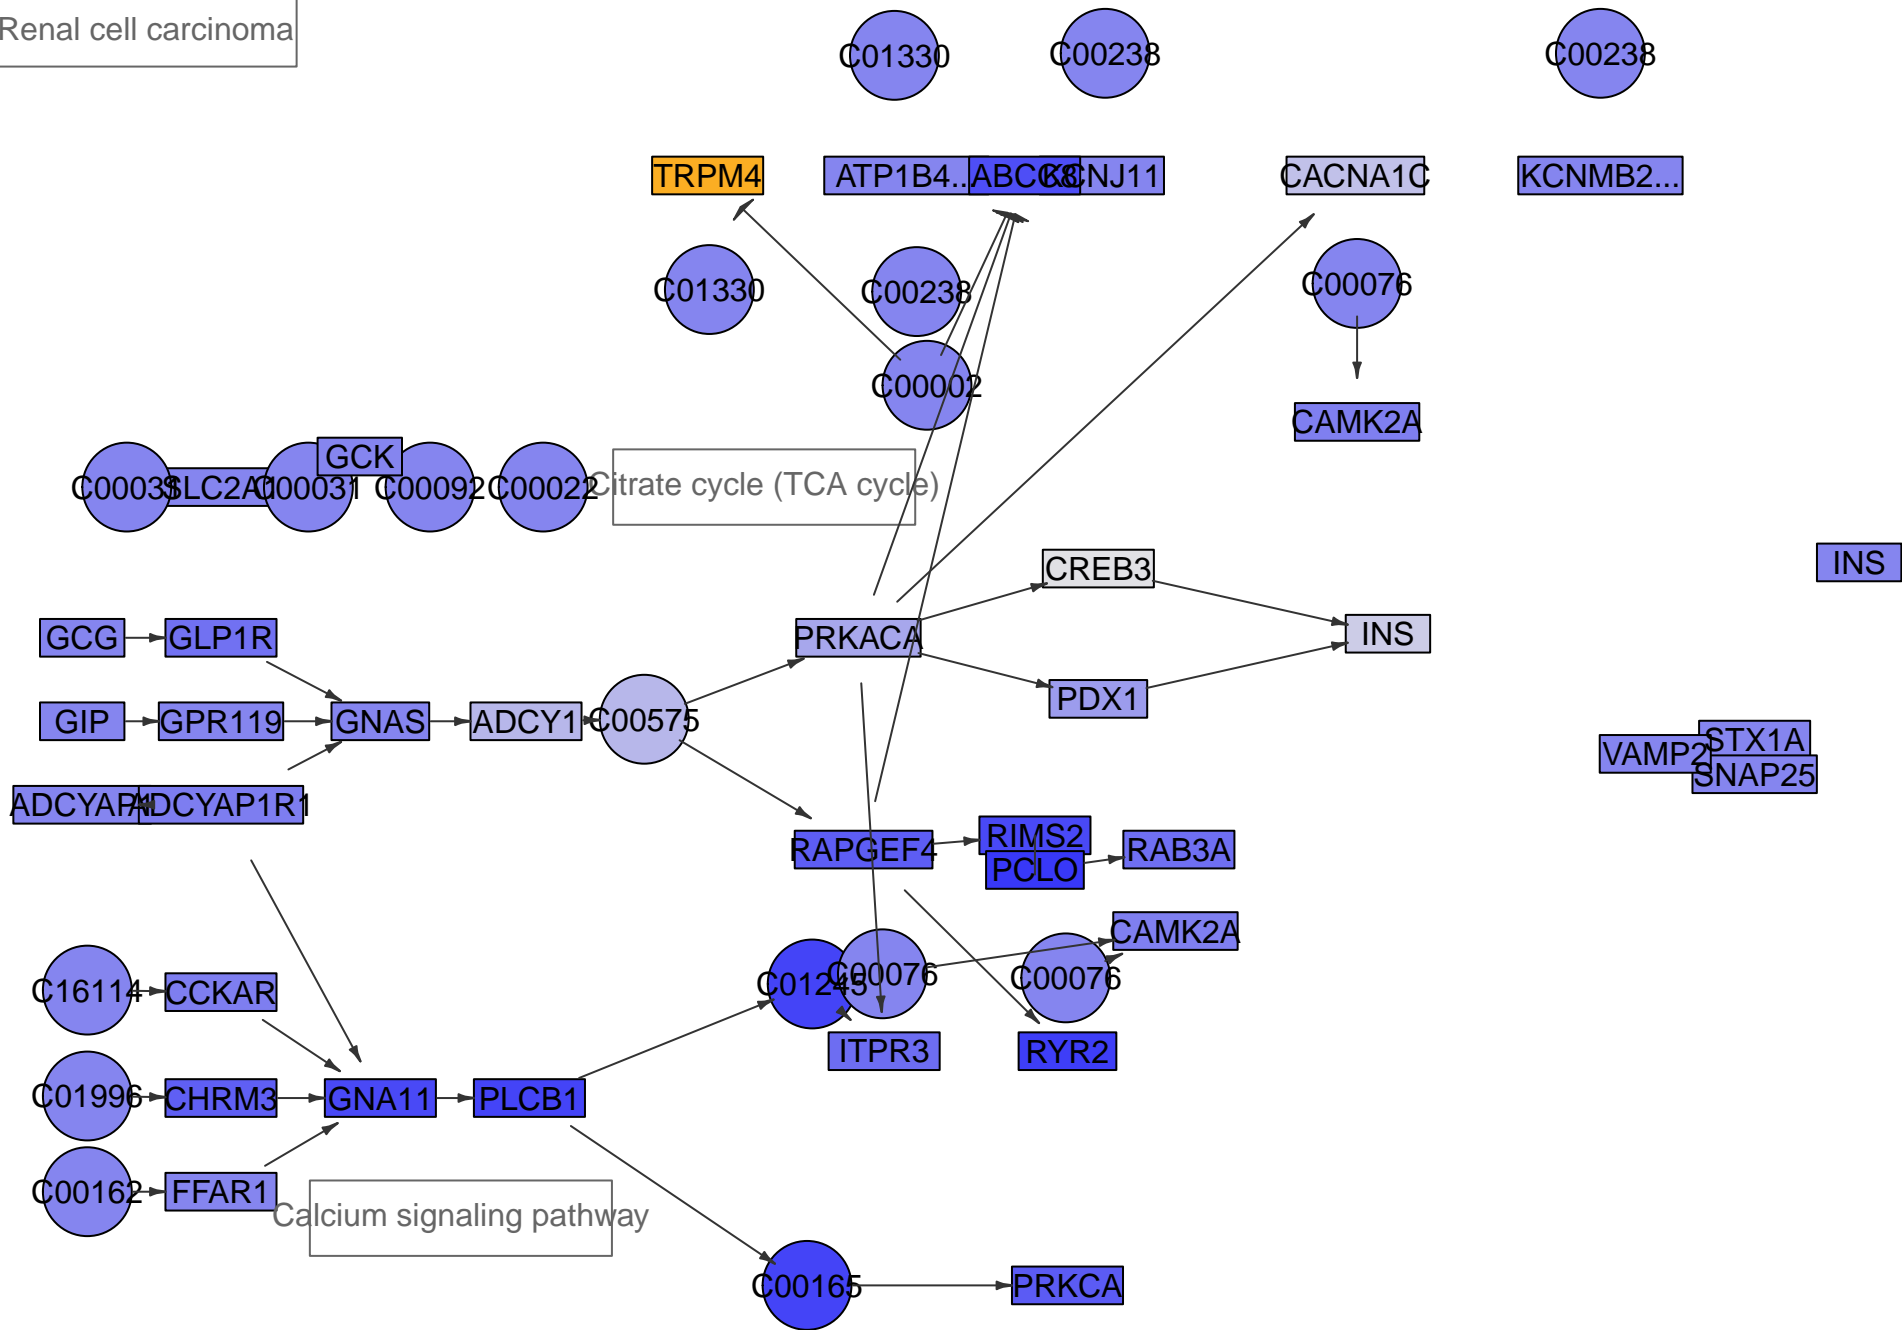 Renal cell carcinoma
C01330
C00238
C00238
TRPM4
ATP1B4...
ABCC8
KCNJ11
CACNA1C
KCNMB2...
C01330
C00238
C00076
C00002
CAMK2A
C00031
SLC2A1
C00031
GCK
C00092
C00022
Citrate cycle (TCA cycle)
CREB3
INS
GCG
GLP1R
PRKACA
INS
GIP
GPR119
GNAS
ADCY1
C00575
PDX1
VAMP2
STX1A
SNAP25
ADCYAP1
ADCYAP1R1
RAPGEF4
RIMS2
PCLO
RAB3A
CAMK2A
C16114
CCKAR
C01245
C00076
C00076
ITPR3
RYR2
C01996
CHRM3
GNA11
PLCB1
C00162
FFAR1
Calcium signaling pathway
C00165
PRKCA